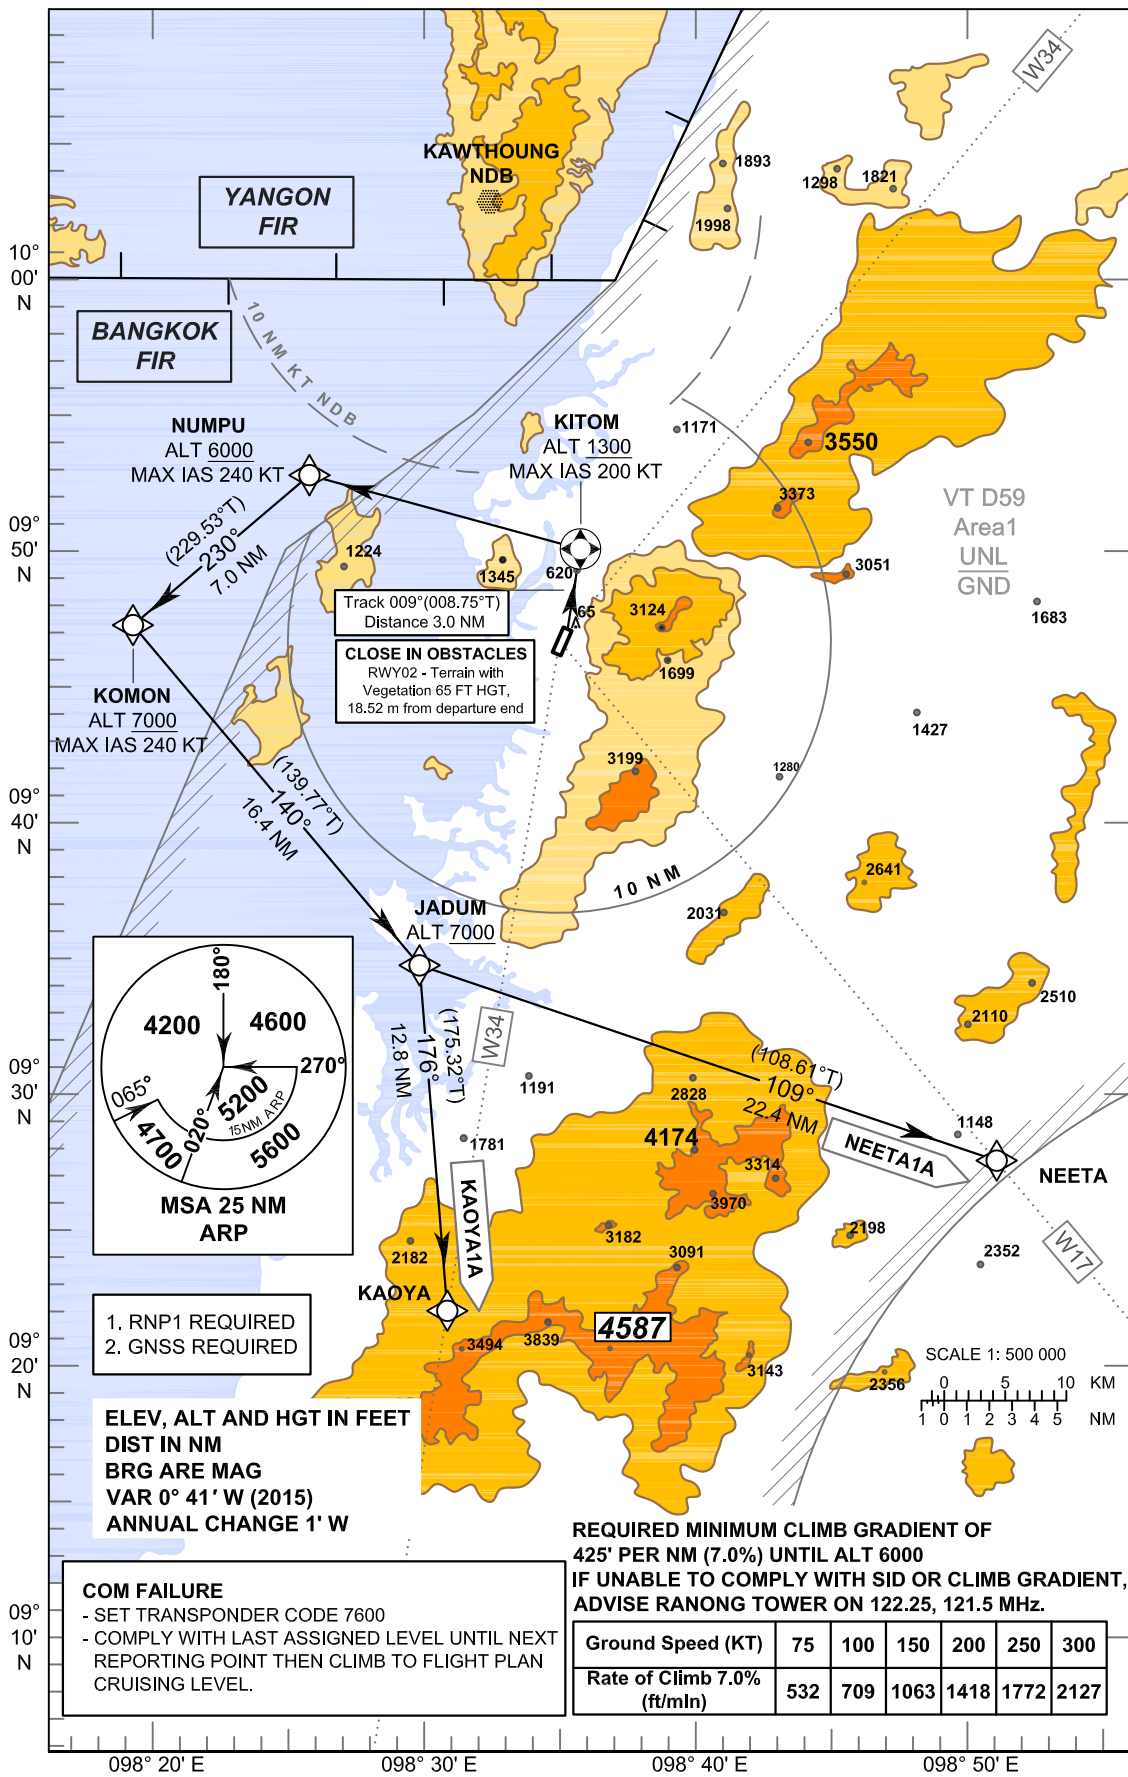 W34
KAWTHOUNG
NDB
1893
1298
1821
1998
YANGON
FIR
10°
00'
N
BANGKOK
FIR
10 NM KT NDB
NUMPU
ALT 6000
MAX IAS 240 KT
KITOM
ALT 1300
MAX IAS 200 KT
1171
3550
3373
VT D59
Area1
UNL
GND
09°
50'
N
(229.53°T)
230°
7.0 NM
1224
1345
620
3051
1683
Track 009°(008.75°T)
Distance 3.0 NM
65
3124
1699
CLOSE IN OBSTACLES
RWY02 - Terrain with
Vegetation 65 FT HGT,
18.52 m from departure end
KOMON
ALT 7000
MAX IAS 240 KT
1427
3199
1280
(139.77°T)
140°
16.4 NM
09°
40'
N
2641
10 NM
2031
JADUM
ALT 7000
2510
2110
180°
4200
4600
270°
065°
5200
15NM ARP
020°
4700
5600
MSA 25 NM
ARP
(175.32°T)
176°
12.8 NM
W34
(108.61°T)
109°
22.4 NM
09°
30'
N
1191
2828
1148
1781
4174
NEETA1A
NEETA
3314
3970
KAOYA1A
2182
3182
2198
2352
W17
3091
KAOYA
1. RNP1 REQUIRED
2. GNSS REQUIRED
4587
3494
3839
3143
2356
09°
20'
N
SCALE 1: 500 000
0 5 10 KM
1 0 1 2 3 4 5 NM
ELEV, ALT AND HGT IN FEET
DIST IN NM
BRG ARE MAG
VAR 0° 41' W (2015)
ANNUAL CHANGE 1' W
REQUIRED MINIMUM CLIMB GRADIENT OF
425' PER NM (7.0%) UNTIL ALT 6000
IF UNABLE TO COMPLY WITH SID OR CLIMB GRADIENT,
ADVISE RANONG TOWER ON 122.25, 121.5 MHz.
COM FAILURE
- SET TRANSPONDER CODE 7600
- COMPLY WITH LAST ASSIGNED LEVEL UNTIL NEXT
REPORTING POINT THEN CLIMB TO FLIGHT PLAN
CRUISING LEVEL.
09°
10'
N
Ground Speed (KT) 75 100 150 200 250 300
Rate of Climb 7.0%
(ft/mln) 532 709 1063 1418 1772 2127
098° 20' 098° 30'E 098° 40'E 098° 50'E